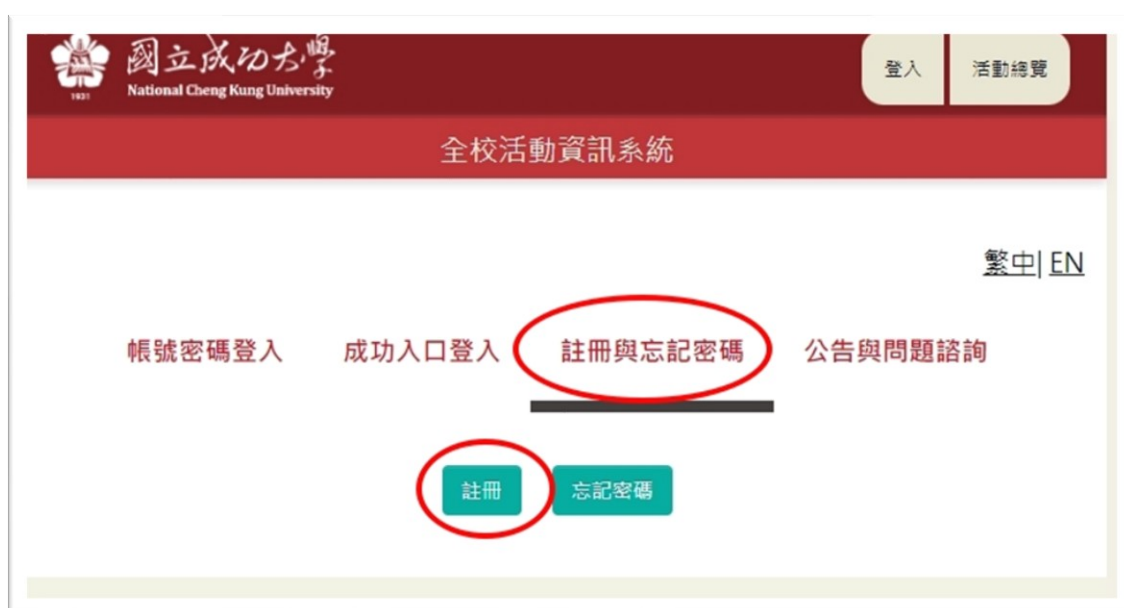 國立成功大學
1931
National Cheng Kung University
登入
活動總覽
全校活動資訊系統
繁中| EN
帳號密碼登入 成功入口登入 註冊與忘記密碼 公告與問題諮詢
註冊 忘記密碼